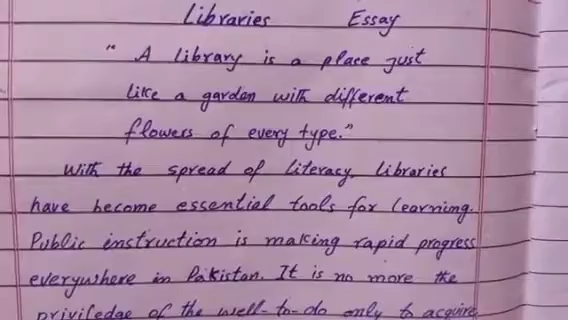 Libraries Essay
" A library is a place just
like a garden with different
flowers of every type."
With the spread of literacy, libraries
have become essential tools for learning.
Public instruction is making rapid progress
everywhere in Pakistan. It is no more the
priviledge of the well-to-do only to acquire